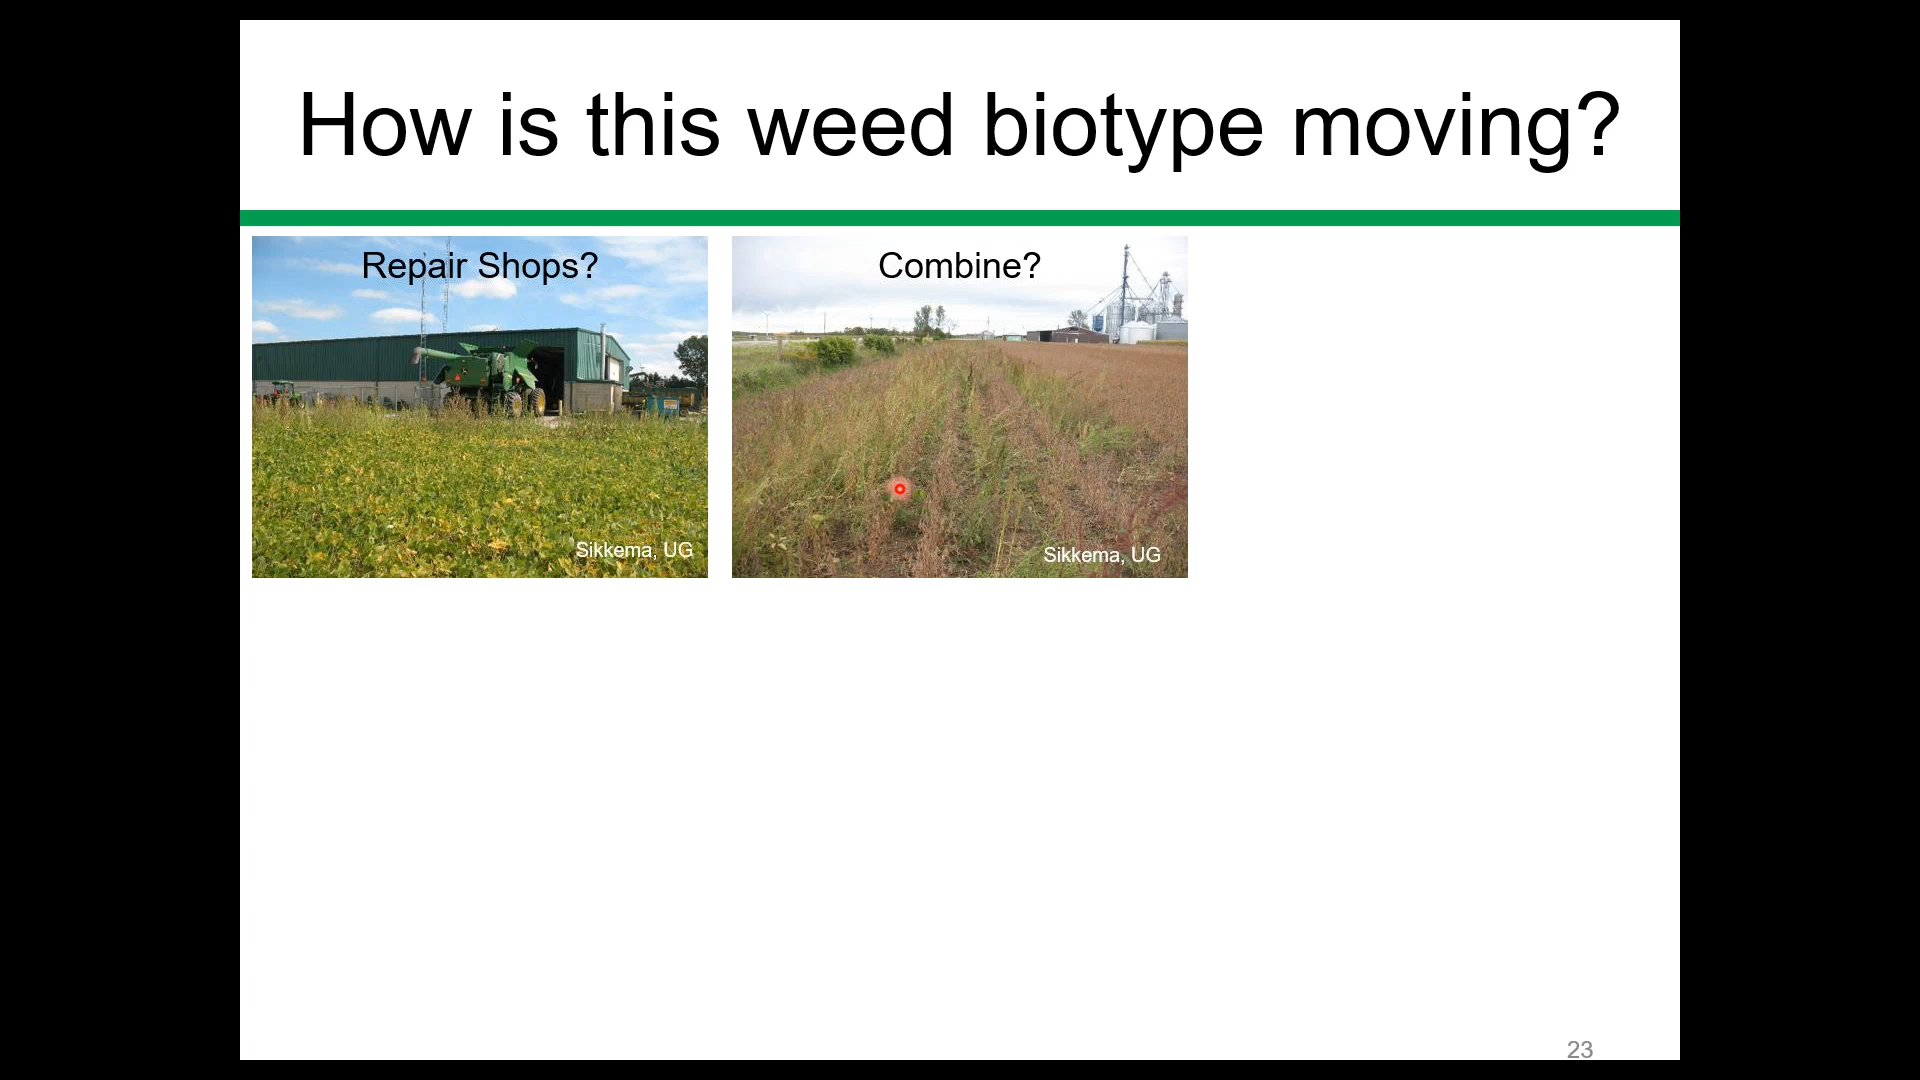 How is this weed biotype moving?
Repair Shops?
Combine?
Sikkema, UG
Sikkema, UG
23